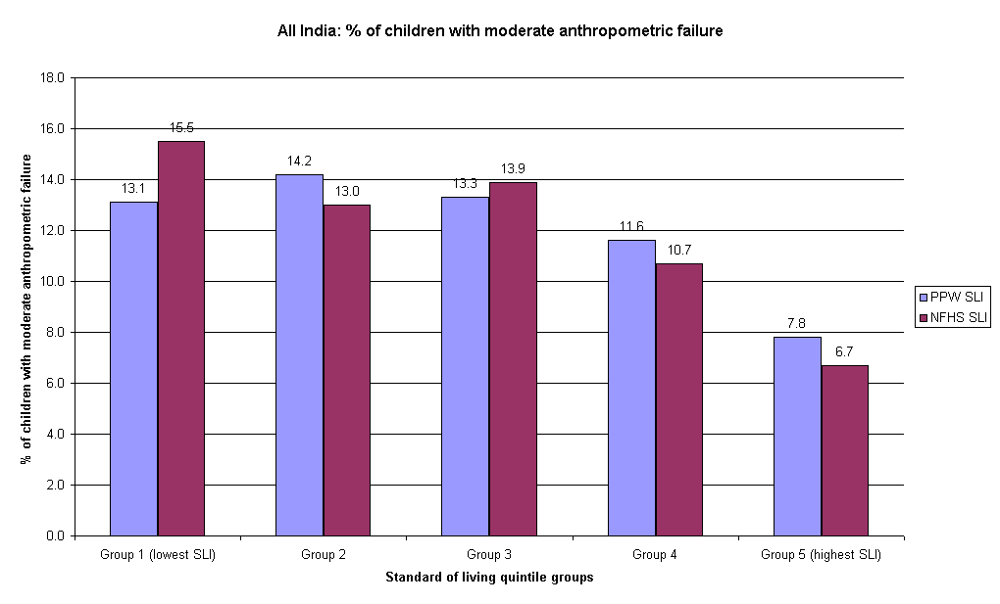 All India: % of children with moderate anthropometric failure
% of children with moderate anthropometric failure
18.0
16.0
14.0
12.0
10.0
8.0
6.0
4.0
2.0
0.0
13.1
15.5
14.2
13.0
13.3
13.9
11.6
10.7
7.8
6.7
Group 1 (lowest SLI)
Group 2
Group 3
Group 4
Group 5 (highest SLI)
Standard of living quintile groups
PPW SLI
NFHS SLI